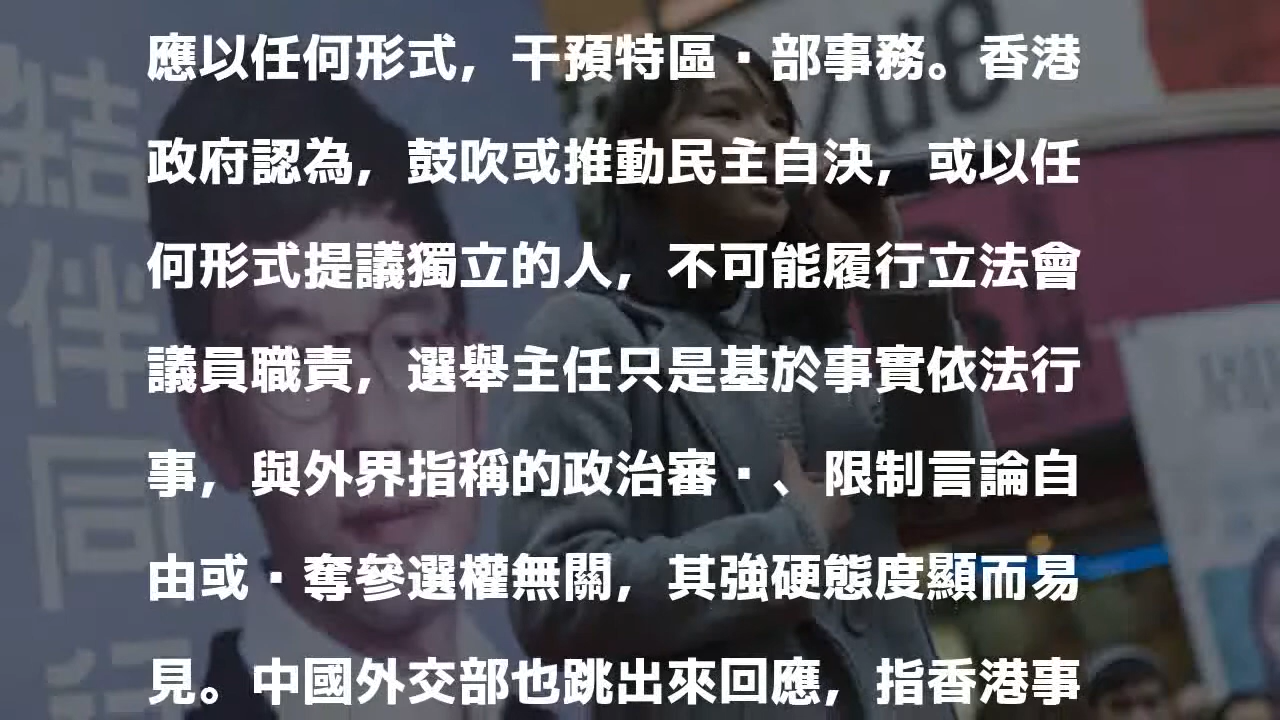 應以任何形式，干預特區▪部事務。香港
政府認為，鼓吹或推動民主自決，或以任
何形式提議獨立的人，不可能履行立法會
議員職責，選舉主任只是基於事實依法行
事，與外界指稱的政治審▪、限制言論自
由或▪奪參選權無關，其強硬態度顯而易
見。中國外交部也跳出來回應，指香港事
結伴同行